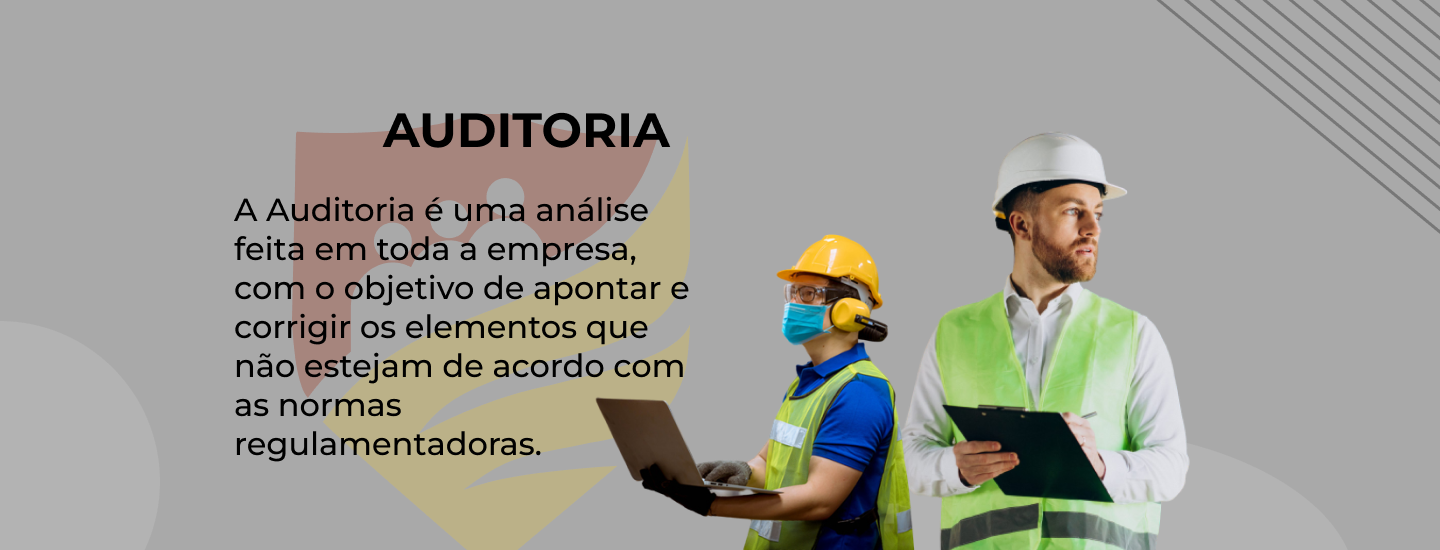 AUDITORIA
A Auditoria é uma análise
feita em toda a empresa,
com o objetivo de apontar e
corrigir os elementos que
não estejam de acordo com
as normas
regulamentadoras.